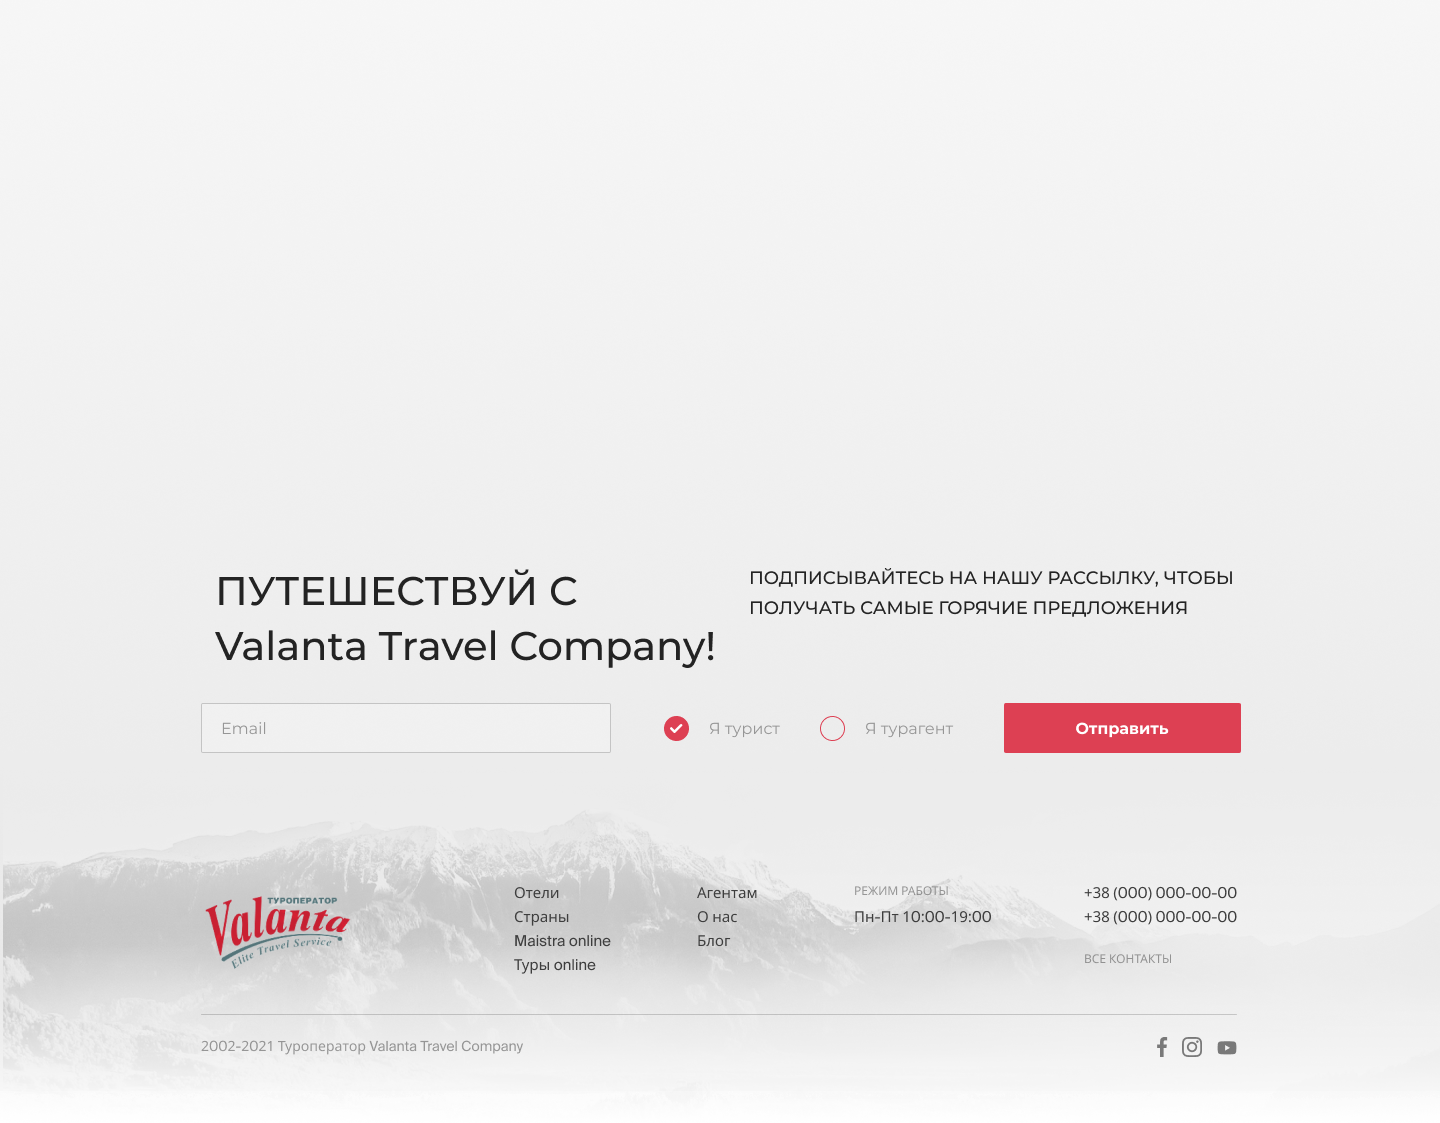 ПУТЕШЕСТВУЙ С
Valanta Travel Company!
ПОДПИСЫВАЙТЕСЬ НА НАШУ РАССЫЛКУ, ЧТОБЫ
ПОЛУЧАТЬ САМЫЕ ГОРЯЧИЕ ПРЕДЛОЖЕНИЯ
Email
Я турист
Я турагент
Отправить
ТУРОПЕРАТОР
Valanta
Elite Travel Service
Отели
Страны
Maistra online
Туры online
Агентам
О нас
Блог
РЕЖИМ РАБОТЫ
Пн-Пт 10:00-19:00
+38 (000) 000-00-00
+38 (000) 000-00-00
ВСЕ КОНТАКТЫ
2002-2021 Туроператор Valanta Travel Company